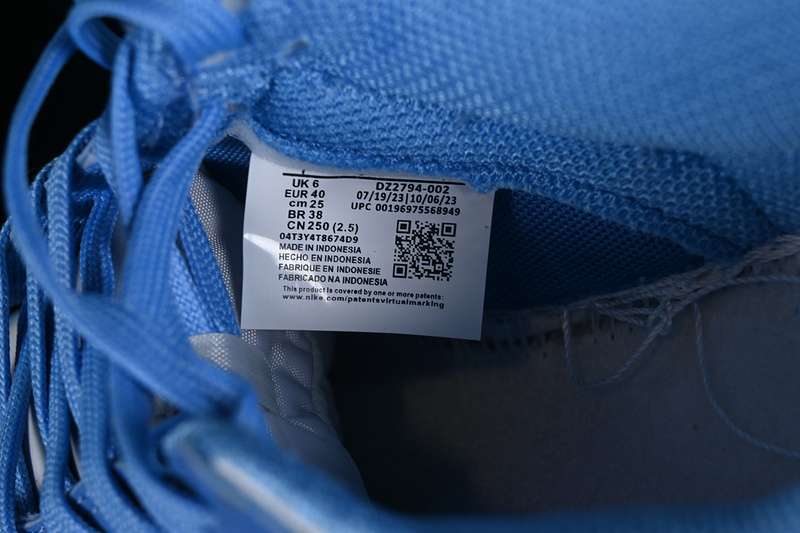 UK 6
EUR 40
cm 25
BR 38
CN 250 (2.5)
DZ2794-002
07/19/23|10/06/23
UPC 00196975568949
04T3Y4T8674D9
MADE IN INDONESIA
HECHO EN INDONESIA
FABRIQUE EN INDONESIE
FABRICADO NA INDONESIA
This product is covered by one or more patents:
www.nike.com/patentsvirtualmarking